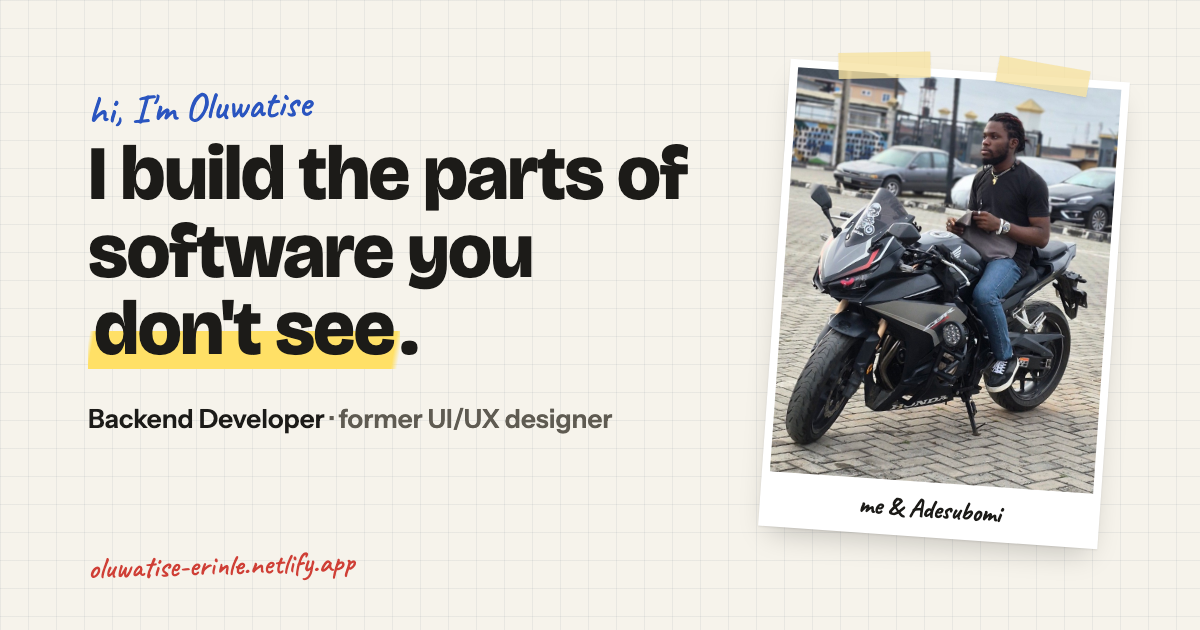 hi, I'm Oluwatise
I build the parts of
software you
don't see.
Backend Developer · former UI/UX designer
oluwatise-erinle.netlify.app
HONDA
me & Adesubomi